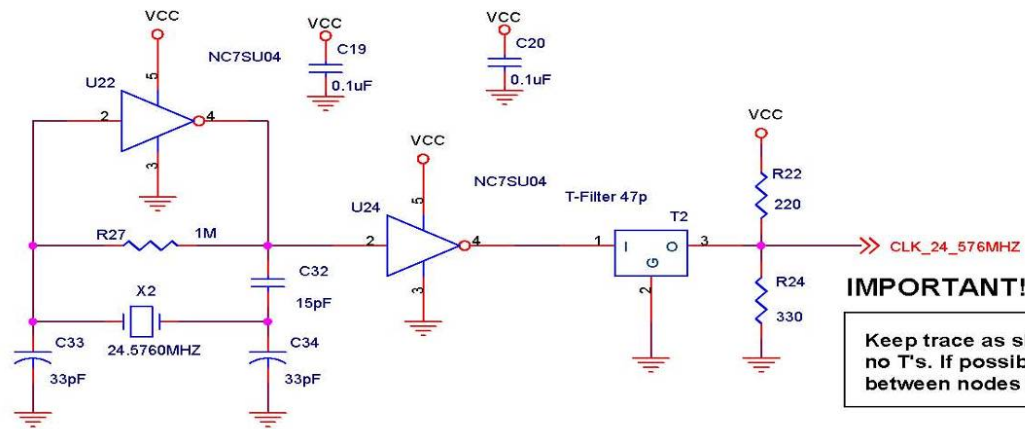 VCC
VCC
VCC
C19
C20
NC7SU04
0.1uF
0.1uF
U22
5
2
4
3
VCC
VCC
NC7SU04
T-Filter 47p
R22
220
U24
5
T2
R27
1M
2
4
1
I
O
G
3
CLK_24_576MHZ
C32
3
2
R24
IMPORTANT!
X2
15pF
330
C33
24.5760MHZ
C34
33pF
33pF
no T's. If
between nodes
Keep trace as